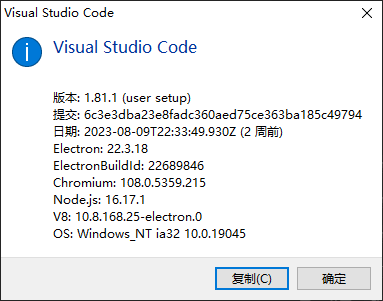 Visual Studio Code
Visual Studio Code
版本: 1.81.1 (user setup)
提交: 6c3e3dba23e8fadc360aed75ce363ba185c49794
日期: 2023-08-09T22:33:49.930Z (2 周前)
Electron: 22.3.18
ElectronBuildId: 22689846
Chromium: 108.0.5359.215
Node.js: 16.17.1
V8: 10.8.168.25-electron.0
OS: Windows_NT ia32 10.0.19045
复制(C)
确定